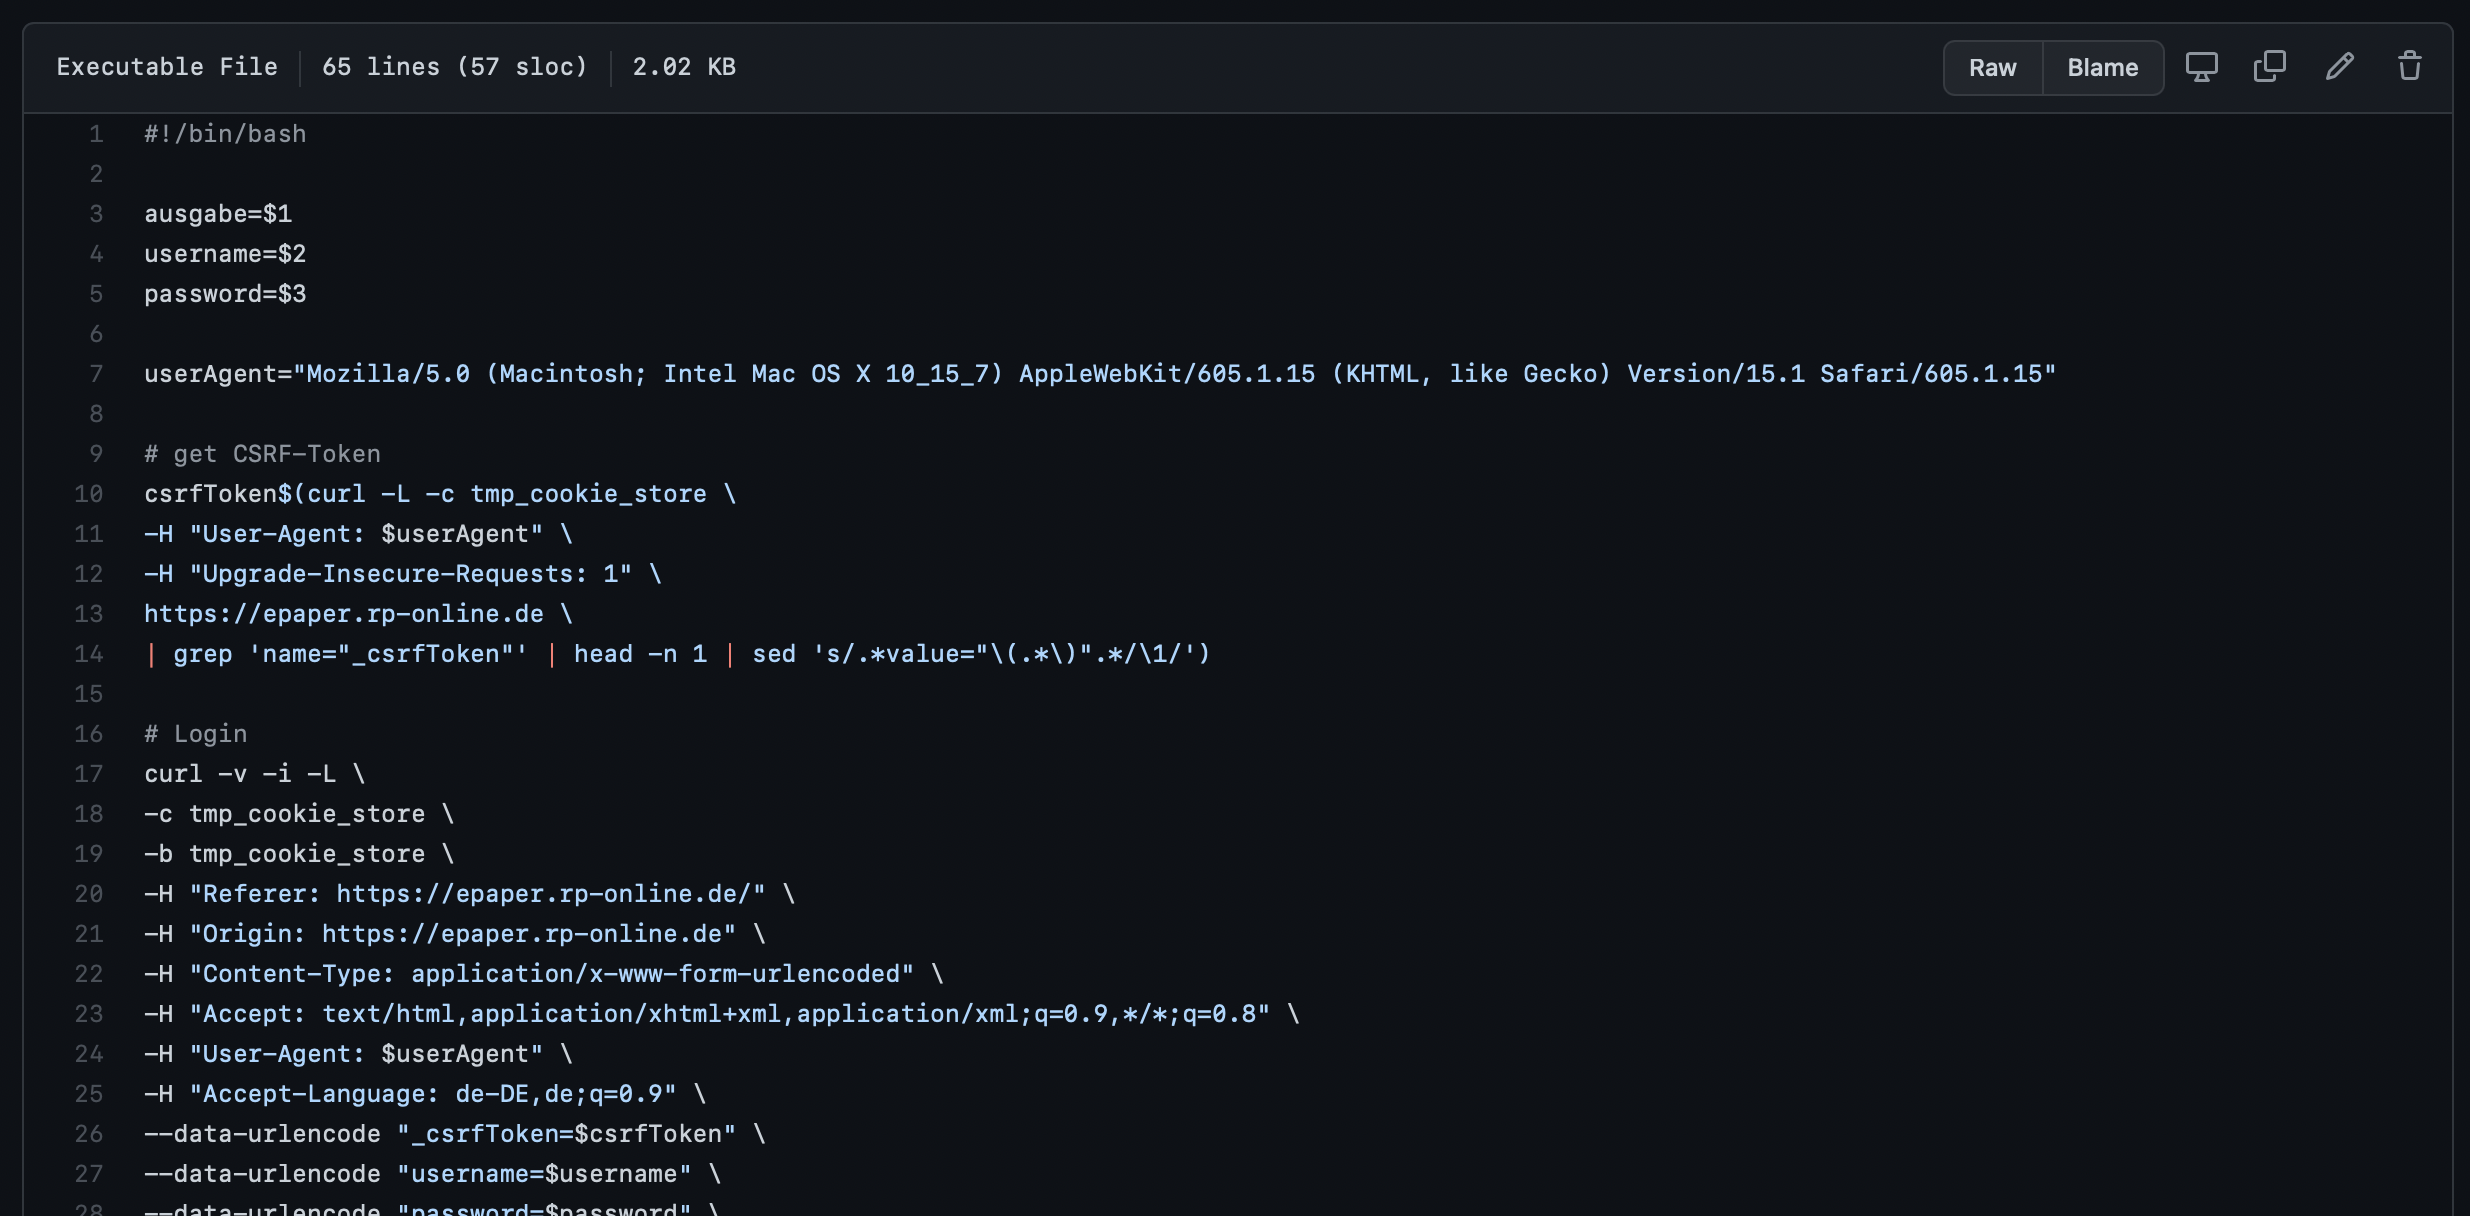 Executable File 65 lines (57 sloc) 2.02 KB Raw Blame
1 #!/bin/bash
2
3 ausgabe=$1
4 username=$2
5 password=$3
6
7 userAgent="Mozilla/5.0 (Macintosh; Intel Mac OS X 10_15_7) AppleWebKit/605.1.15 (KHTML, like Gecko) Version/15.1 Safari/605.1.15"
8
9 # get CSRF-Token
10 csrfToken$(curl -L -c tmp_cookie_store \
11 -H "User-Agent: $userAgent" \
12 -H "Upgrade-Insecure-Requests: 1" \
13 https://epaper.rp-online.de \
14 | grep 'name="_csrfToken"' | head -n 1 | sed 's/.*value="\(.*\)".*/\1/')
15
16 # Login
17 curl -v -i -L \
18 -c tmp_cookie_store \
19 -b tmp_cookie_store \
20 -H "Referer: https://epaper.rp-online.de/" \
21 -H "Origin: https://epaper.rp-online.de" \
22 -H "Content-Type: application/x-www-form-urlencoded" \
23 -H "Accept: text/html,application/xhtml+xml,application/xml;q=0.9,*/*;q=0.8" \
24 -H "User-Agent: $userAgent" \
25 -H "Accept-Language: de-DE,de;q=0.9" \
26 --data-urlencode "_csrfToken=$csrfToken" \
27 --data-urlencode "username=$username" \
28 --data-urlencode "password=$password" \